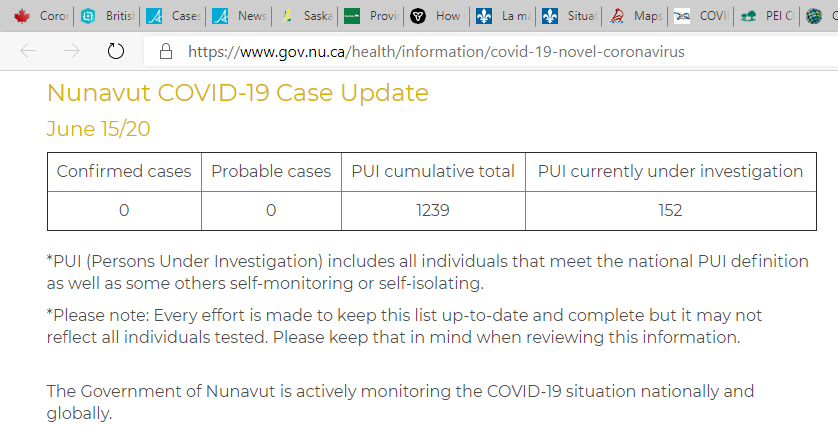 Coror
British
Cases
News
Saska
Provi
How
La ma
Situat
Maps
COVI
PEI C
https://www.gov.nu.ca/health/information/covid-19-novel-coronavirus
Nunavut COVID-19 Case Update
June 15/20
Confirmed cases Probable cases PUI cumulative total PUI currently under investigation
0 0 1239 152
*PUI (Persons Under Investigation) includes all individuals that meet the national PUI definition
as well as some others self-monitoring or self-isolating.
*Please note: Every effort is made to keep this list up-to-date and complete but it may not
reflect all individuals tested. Please keep that in mind when reviewing this information.
The Government of Nunavut is actively monitoring the COVID-19 situation nationally and
globally.